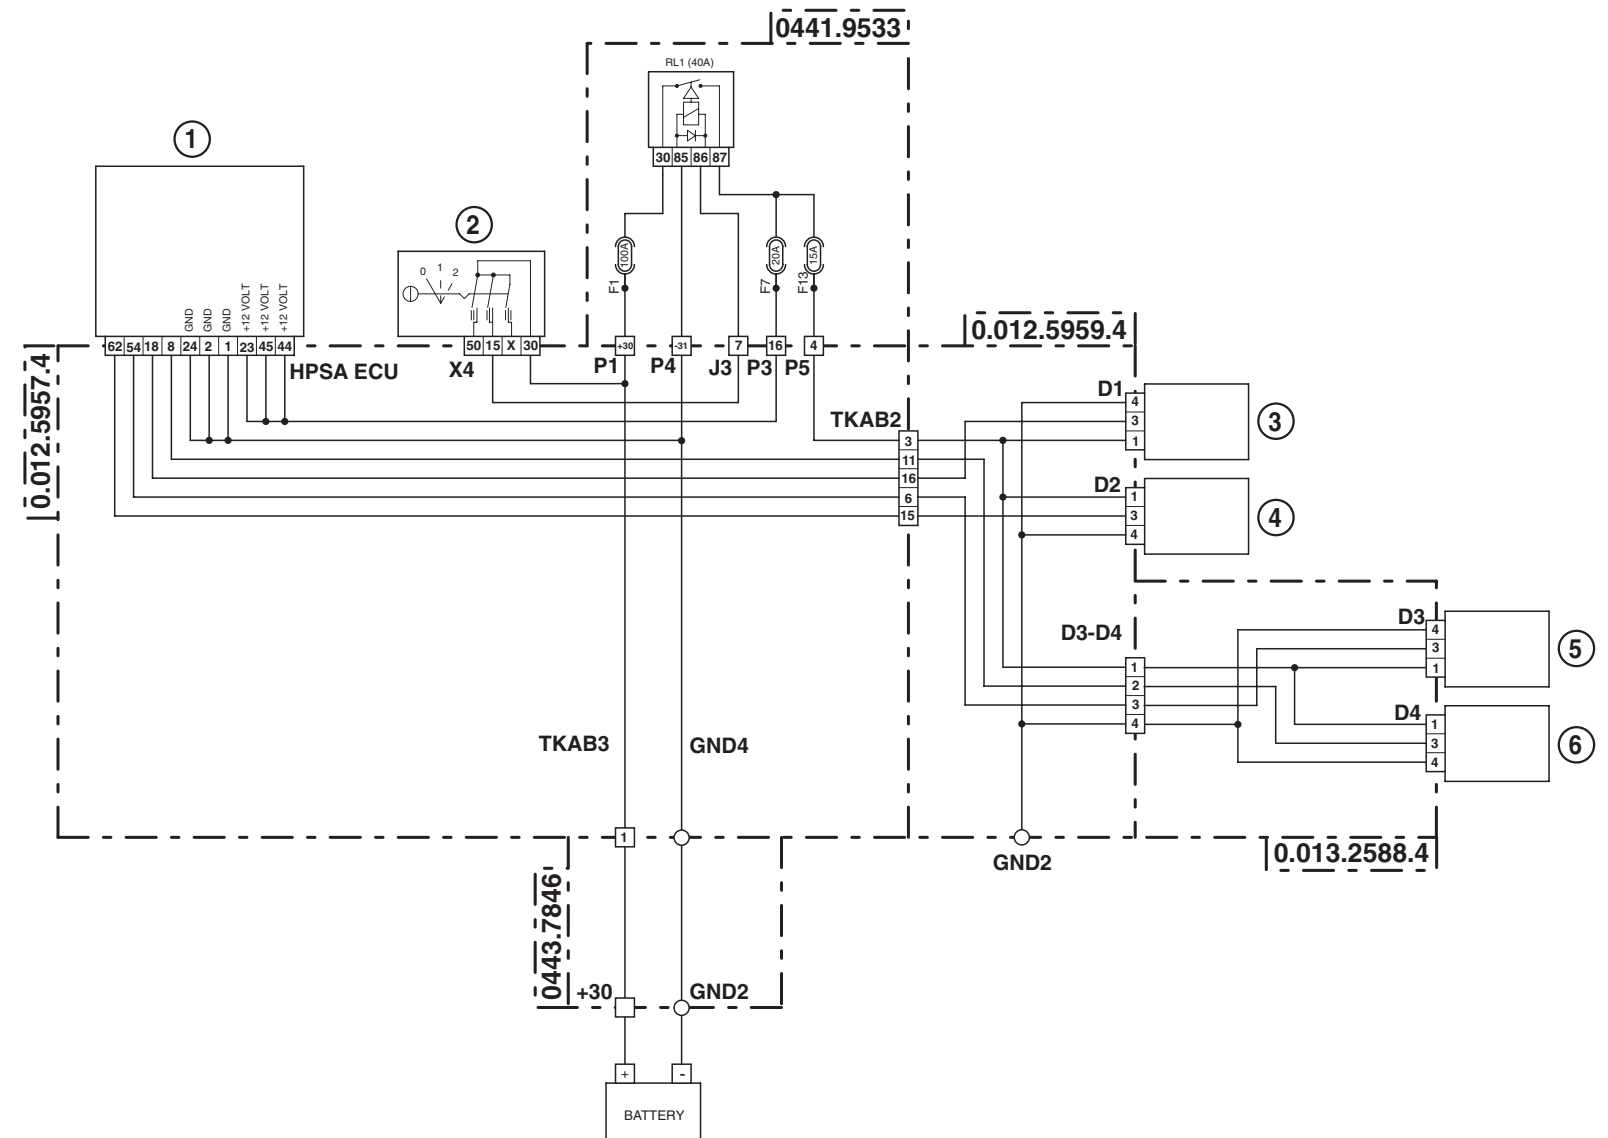 0441.9533
RL1 (40A)
1
30 85 86 87
2
0 1 2
100A
20A
15A
F1
F7
F13
GND
GND
GND
+12 VOLT
+12 VOLT
+12 VOLT
0.012.5959.4
62 54 18 8 24 2 1 23 45 44
50 15 X 30
+30
-31
7
16
4
HPSA ECU
X4
P1
P4
J3
P3
P5
0.012.5957.4
D1
4
3
1
3
TKAB2
3
11
16
6
15
D2
1
3
4
4
D3-D4
1
2
3
4
D3
4
3
1
5
D4
1
3
4
6
TKAB3
GND4
1
GND2
0.013.2588.4
0443.7846
+30
GND2
+
-
BATTERY